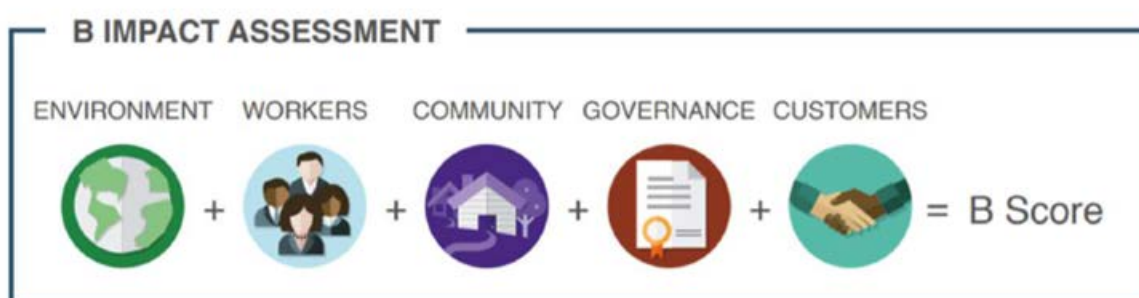 B IMPACT ASSESSMENT
ENVIRONMENT WORKERS COMMUNITY GOVERNANCE CUSTOMERS
+ + + + = B Score